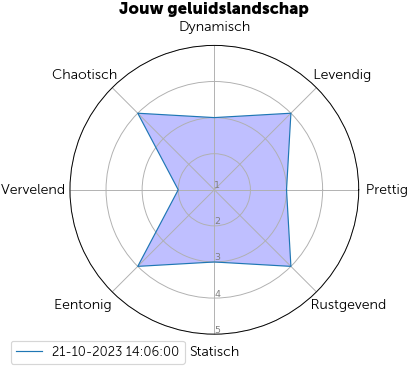 Jouw geluidslandschap
Dynamisch
Chaotisch
Levendig
Vervelend
1
Prettig
2
3
4
Eentonig
Rustgevend
5
21-10-2023 14:06:00
Statisch